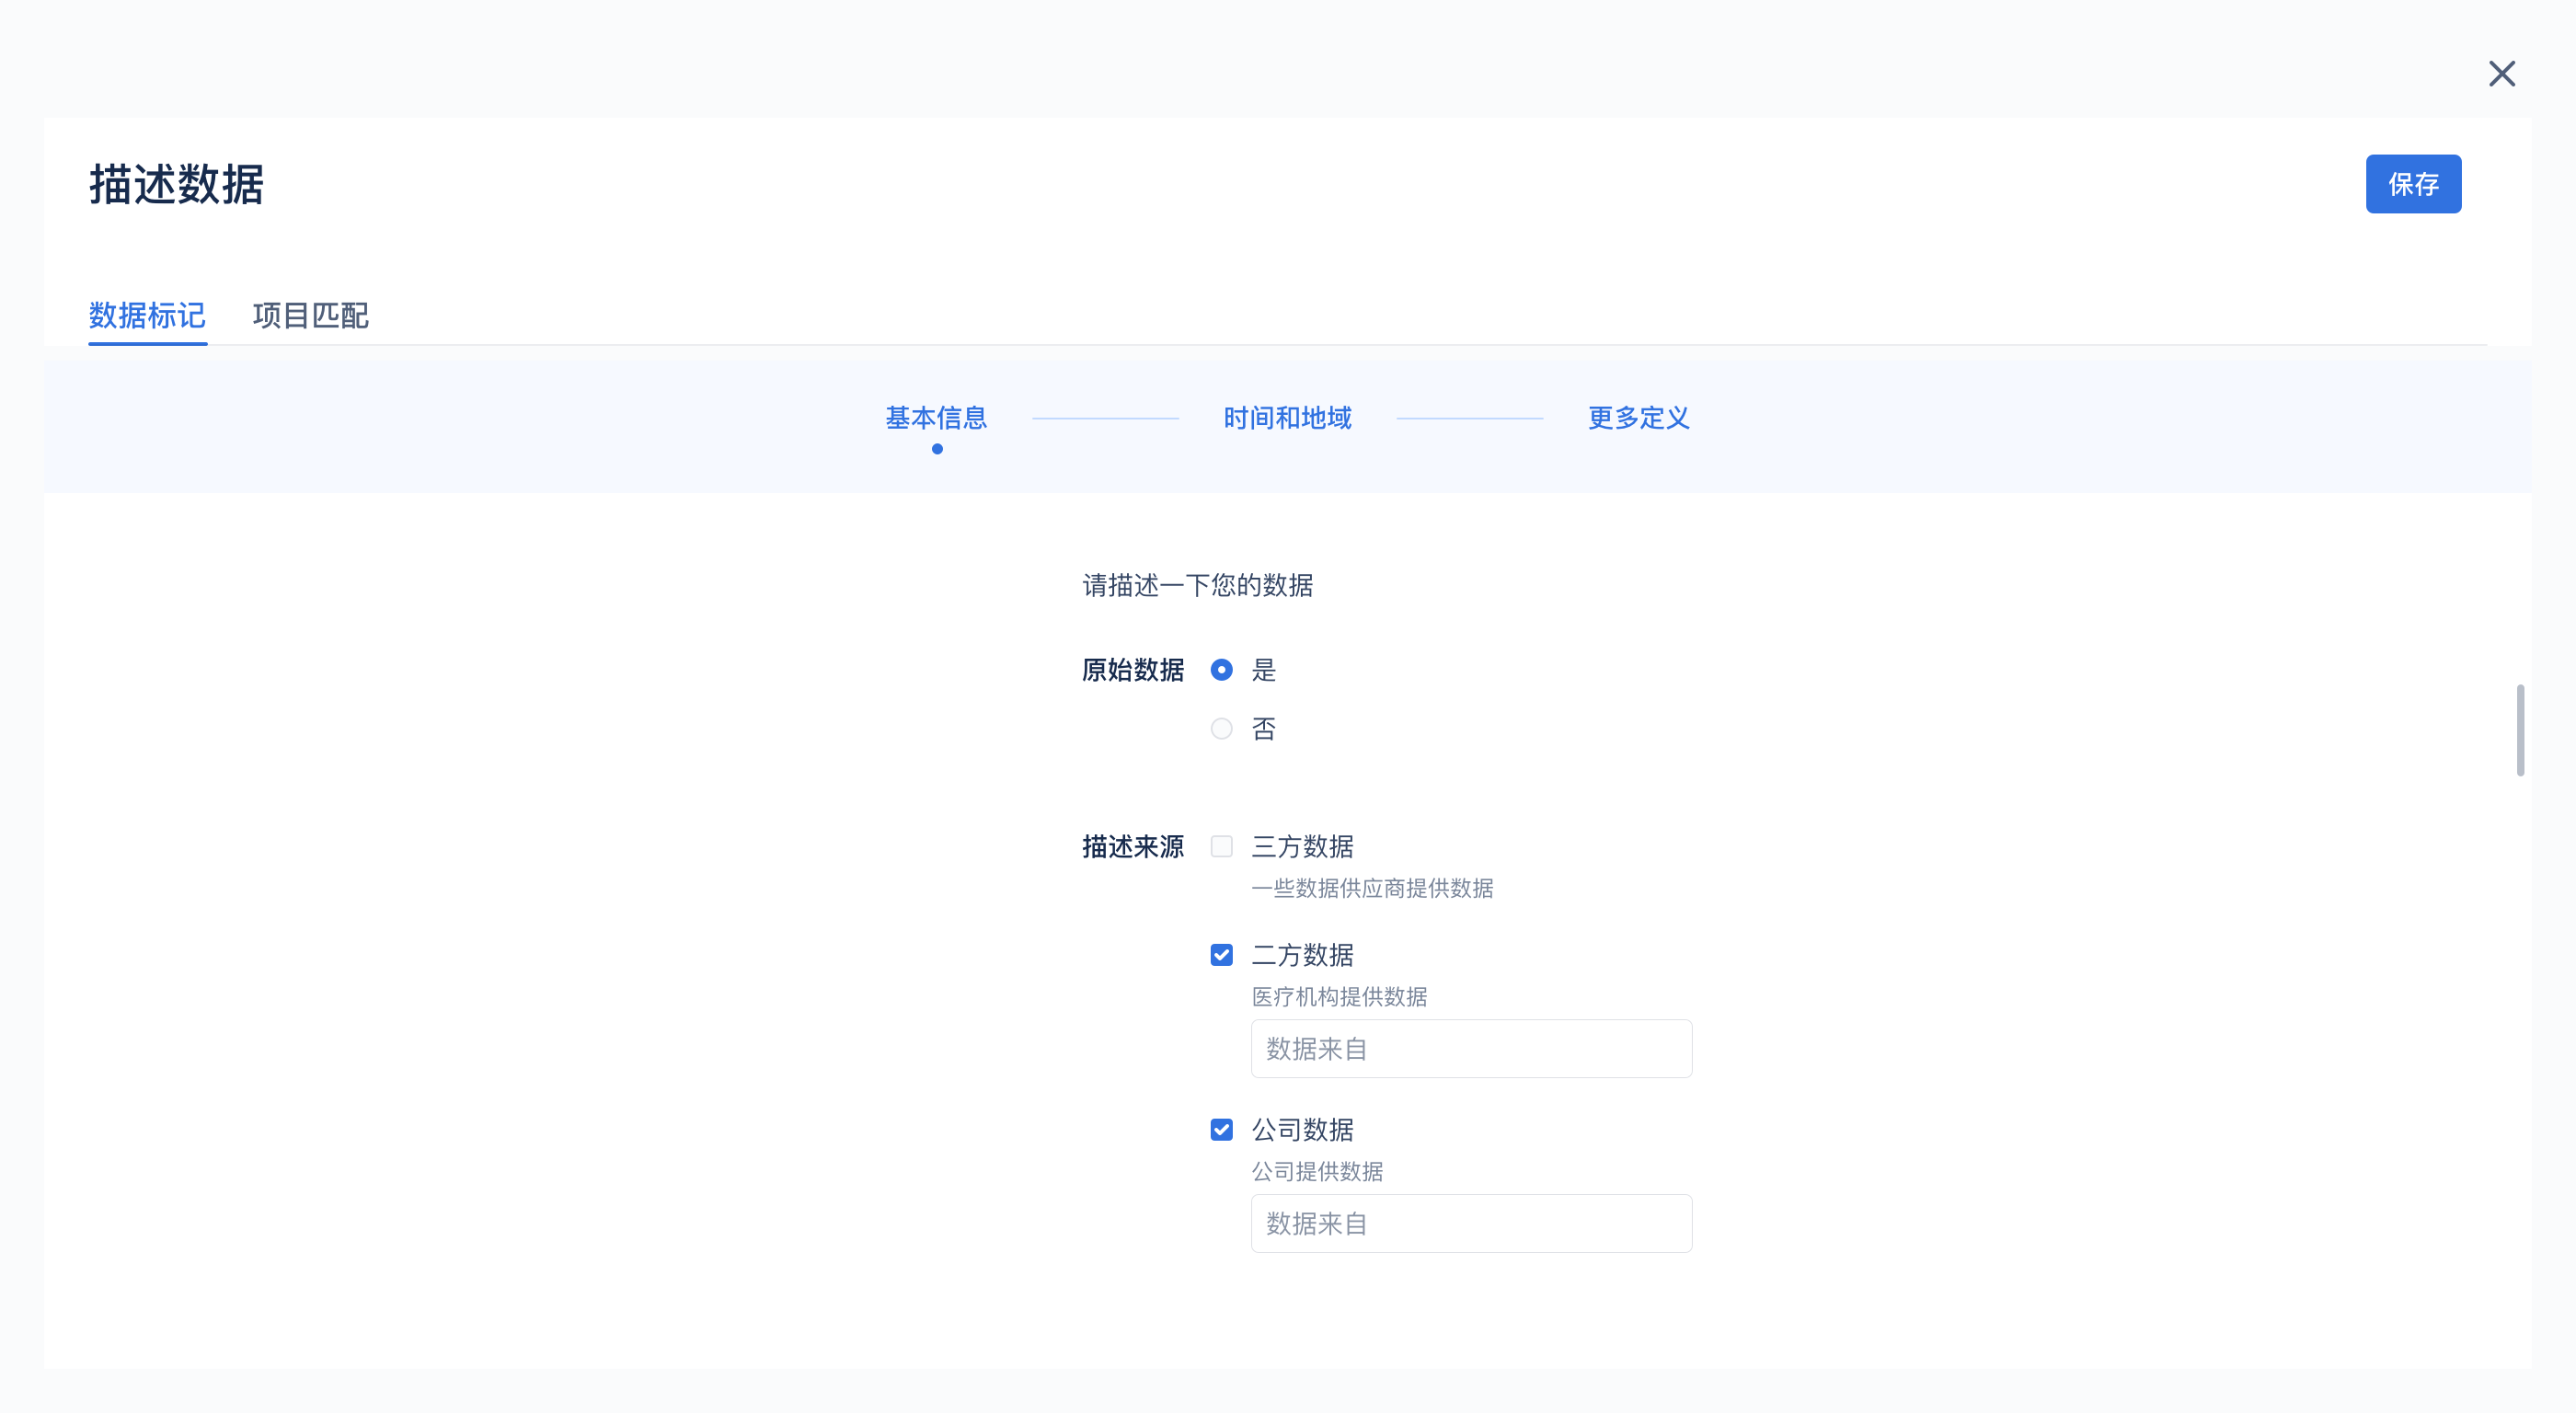 描述数据
保存
数据标记 项目匹配
基本信息 时间和地域 更多定义
请描述一下您的数据
原始数据 是
否
描述来源 三方数据
一些数据供应商提供数据
二方数据
医疗机构提供数据
数据来自
公司数据
公司提供数据
数据来自